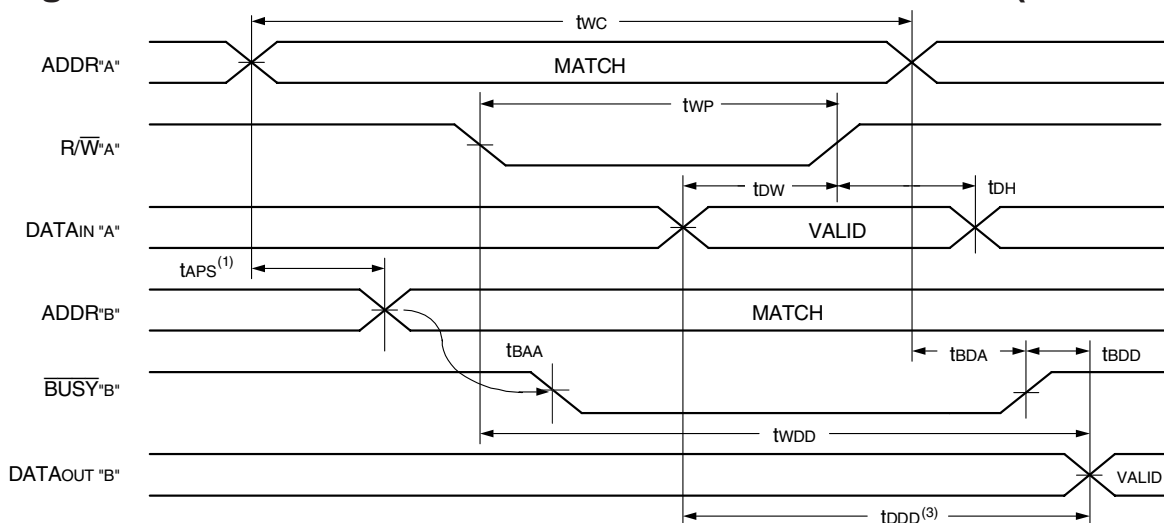 tWC
ADDR"A"
MATCH
tWP
R/W̅"A"
tDW
tDH
DATAIN "A"
VALID
tAPS(1)
ADDR"B"
MATCH
tBAA
tBDA
tBDD
B̅U̅S̅Y̅"B"
tWDD
DATAOUT "B"
VALID
tDDD(3)